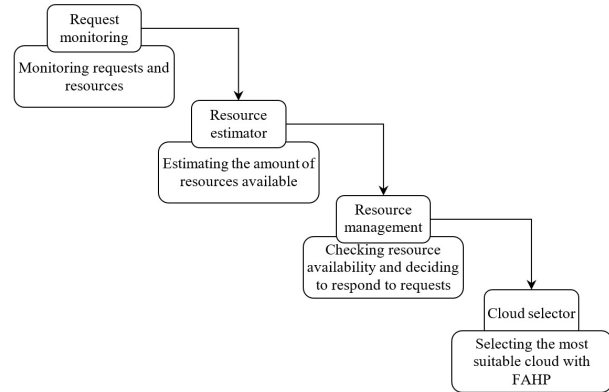 Request
monitoring
Monitoring requests and
resources
Resource
estimator
Estimating the amount of
resources available
Resource
management
Checking resource
availability and deciding
to respond to requests
Cloud selector
Selecting the most
suitable cloud with
FAHP